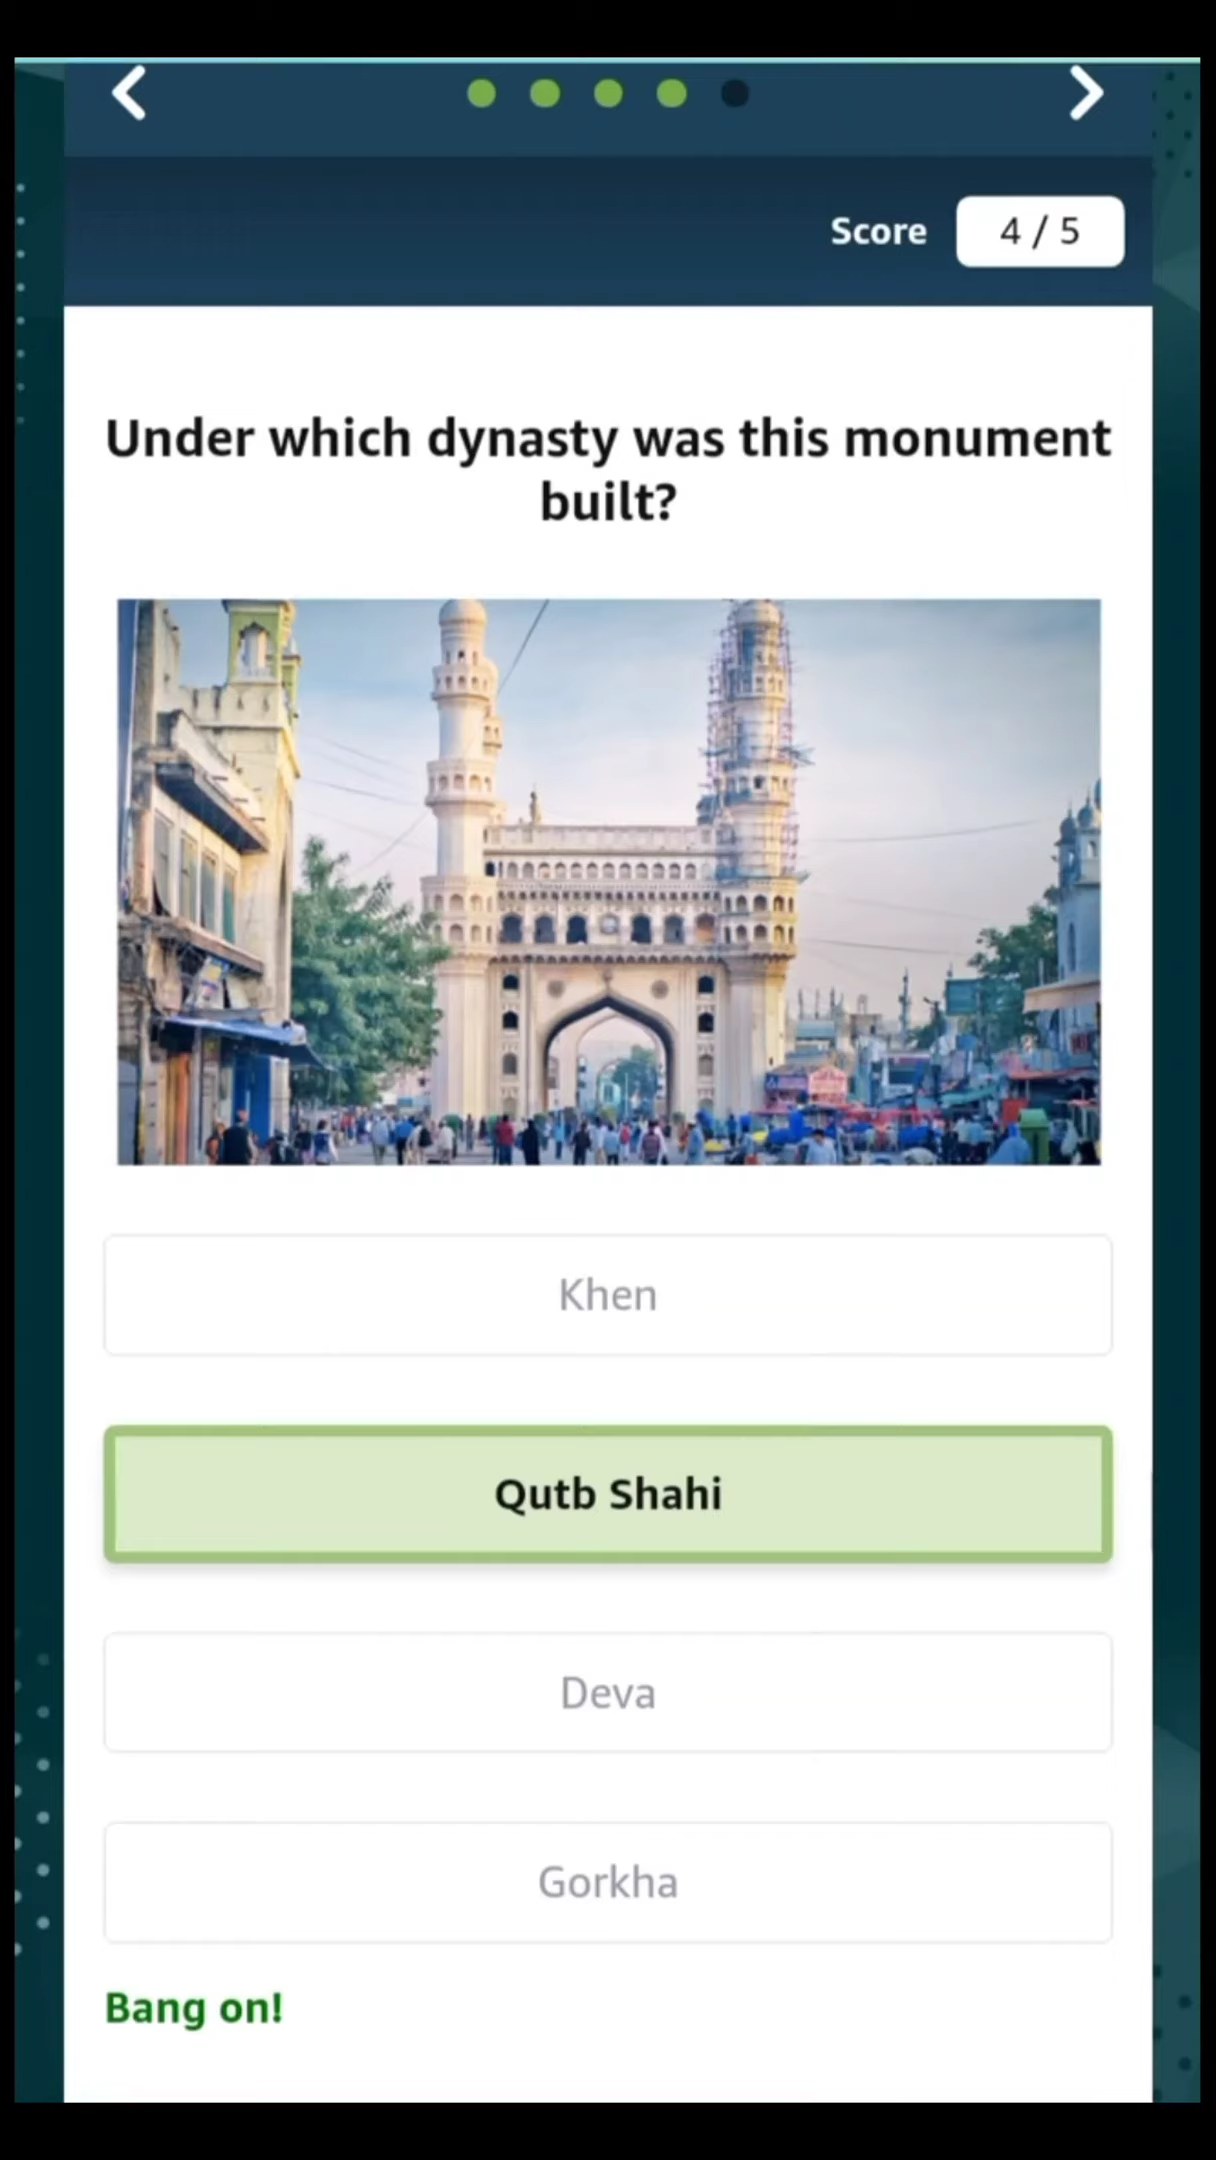 Score 4 / 5
Under which dynasty was this monument
built?
Khen
Qutb Shahi
Deva
Gorkha
Bang on!